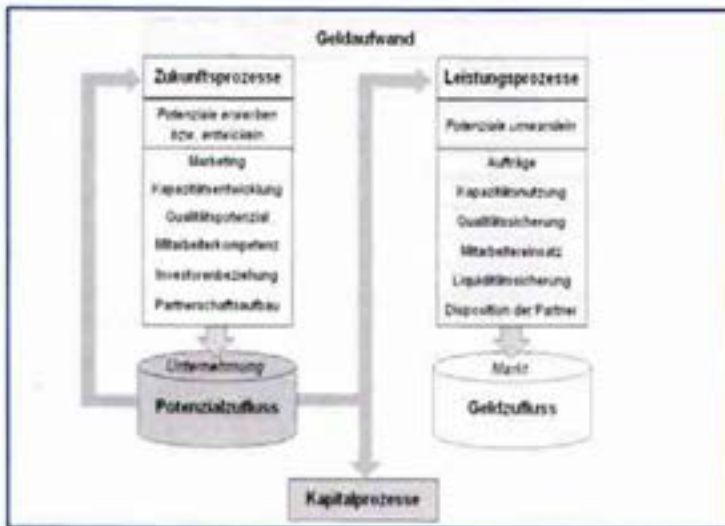 Geldaufwand
Zukunftsprozesse
Potenziale erwerben
bzw. entwickeln
Marketing
Kapazitätsentwicklung
Qualitätspotenzial
Mitarbeiterkompetenz
Investorenbeziehung
Partnerschaftsaufbau
Unternehmung
Potenzialzufluss
Leistungsprozesse
Potenziale umwandeln
Aufträge
Kapazitätsnutzung
Qualitätssicherung
Mitarbeitereinsatz
Liquiditätssicherung
Disposition der Partner
Markt
Geldzufluss
Kapitalprozesse